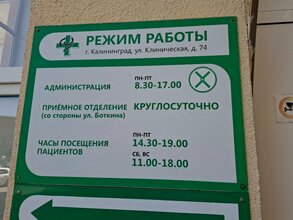 РЕЖИМ РАБОТЫ
г. Калининград, ул. Клиническая, д. 74
ПН-ПТ
АДМИНИСТРАЦИЯ 8.30-17.00
ПРИЁМНОЕ ОТДЕЛЕНИЕ КРУГЛОСУТОЧНО
(со стороны ул. Боткина)
ПН-ПТ
ЧАСЫ ПОСЕЩЕНИЯ 14.30-19.00
ПАЦИЕНТОВ СБ, ВС
11.00-18.00